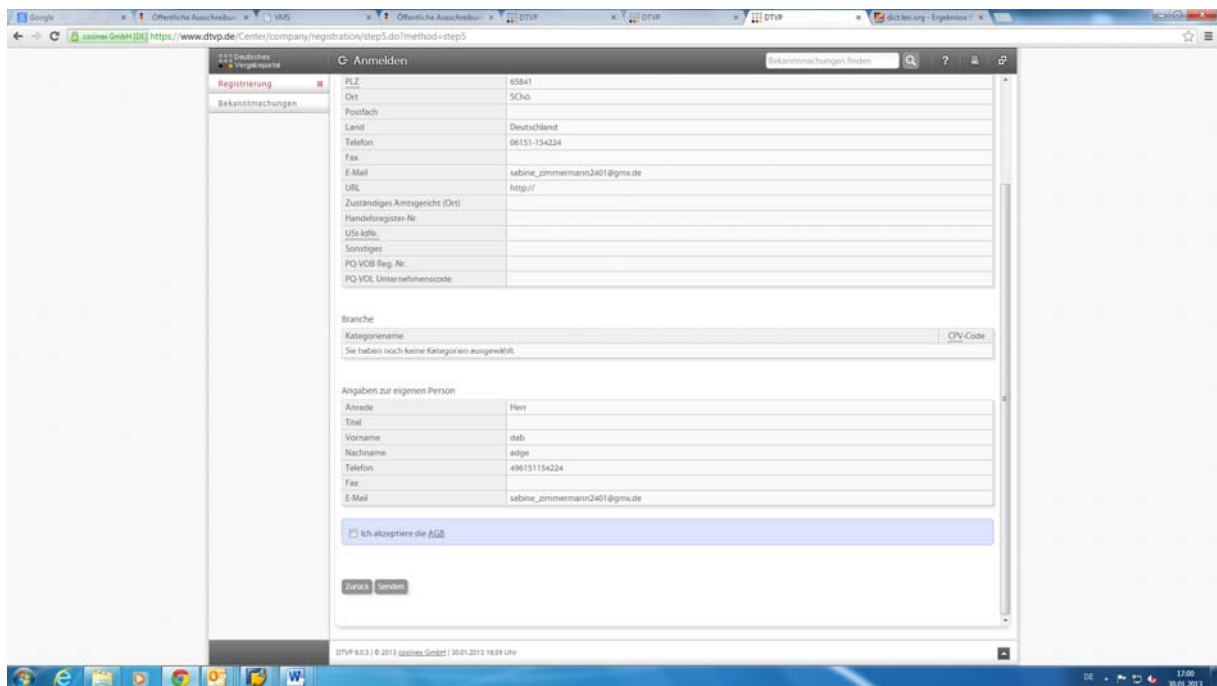 Google
Öffentliche Ausschreibun
VMS
Öffentliche Ausschreibun
DTVP
DTVP
DTVP
dict.leo.org - Ergebnisse f
cosinex GmbH [DE] https://www.dtvp.de/Center/company/registration/step5.do?method=step5
Deutsches Vergabeportal
Anmelden
Bekanntmachungen finden
?
Registrierung
Bekanntmachungen
PLZ 65841
Ort SChö
Postfach
Land Deutschland
Telefon 06151-154224
Fax
E-Mail sabine_zimmermann2401@gmx.de
URL http://
Zuständiges Amtsgericht (Ort)
Handelsregister-Nr.
USt-IdNr.
Sonstiges
PQ-VOB Reg.-Nr.
PQ-VOL Unternehmenscode
Branche
Kategoriename CPV-Code
Sie haben noch keine Kategorien ausgewählt.
Angaben zur eigenen Person
Anrede Herr
Titel
Vorname dab
Nachname adge
Telefon 496151154224
Fax
E-Mail sabine_zimmermann2401@gmx.de
Ich akzeptiere die AGB
Zurück Senden
DTVP 6.0.3 | © 2013 cosinex GmbH | 30.01.2013 16:59 Uhr
DE 17:00
30.01.2013